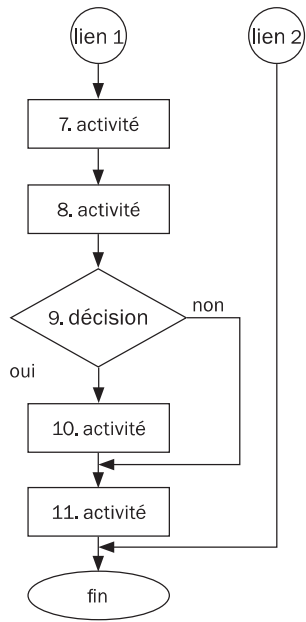 lien 1
lien 2
7. activité
8. activité
9. décision
non
oui
10. activité
11. activité
fin